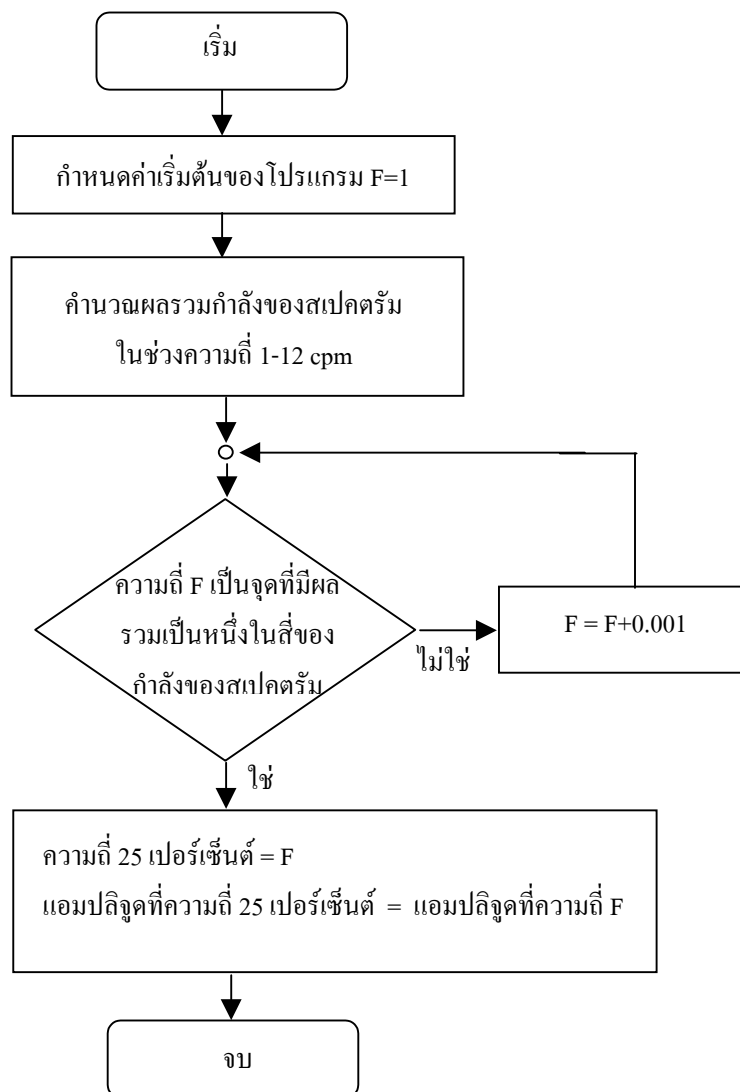 เริ่ม
กำหนดค่าเริ่มต้นของโปรแกรม F=1
คำนวณผลรวมกำลังของสเปคตรัม
ในช่วงความถี่ 1-12 cpm
ความถี่ F เป็นจุดที่มีผล
รวมเป็นหนึ่งในสี่ของ
กำลังของสเปคตรัม
ไม่ใช่
F = F+0.001
ใช่
ความถี่ 25 เปอร์เซ็นต์ = F
แอมปลิจูดที่ความถี่ 25 เปอร์เซ็นต์ = แอมปลิจูดที่ความถี่ F
จบ